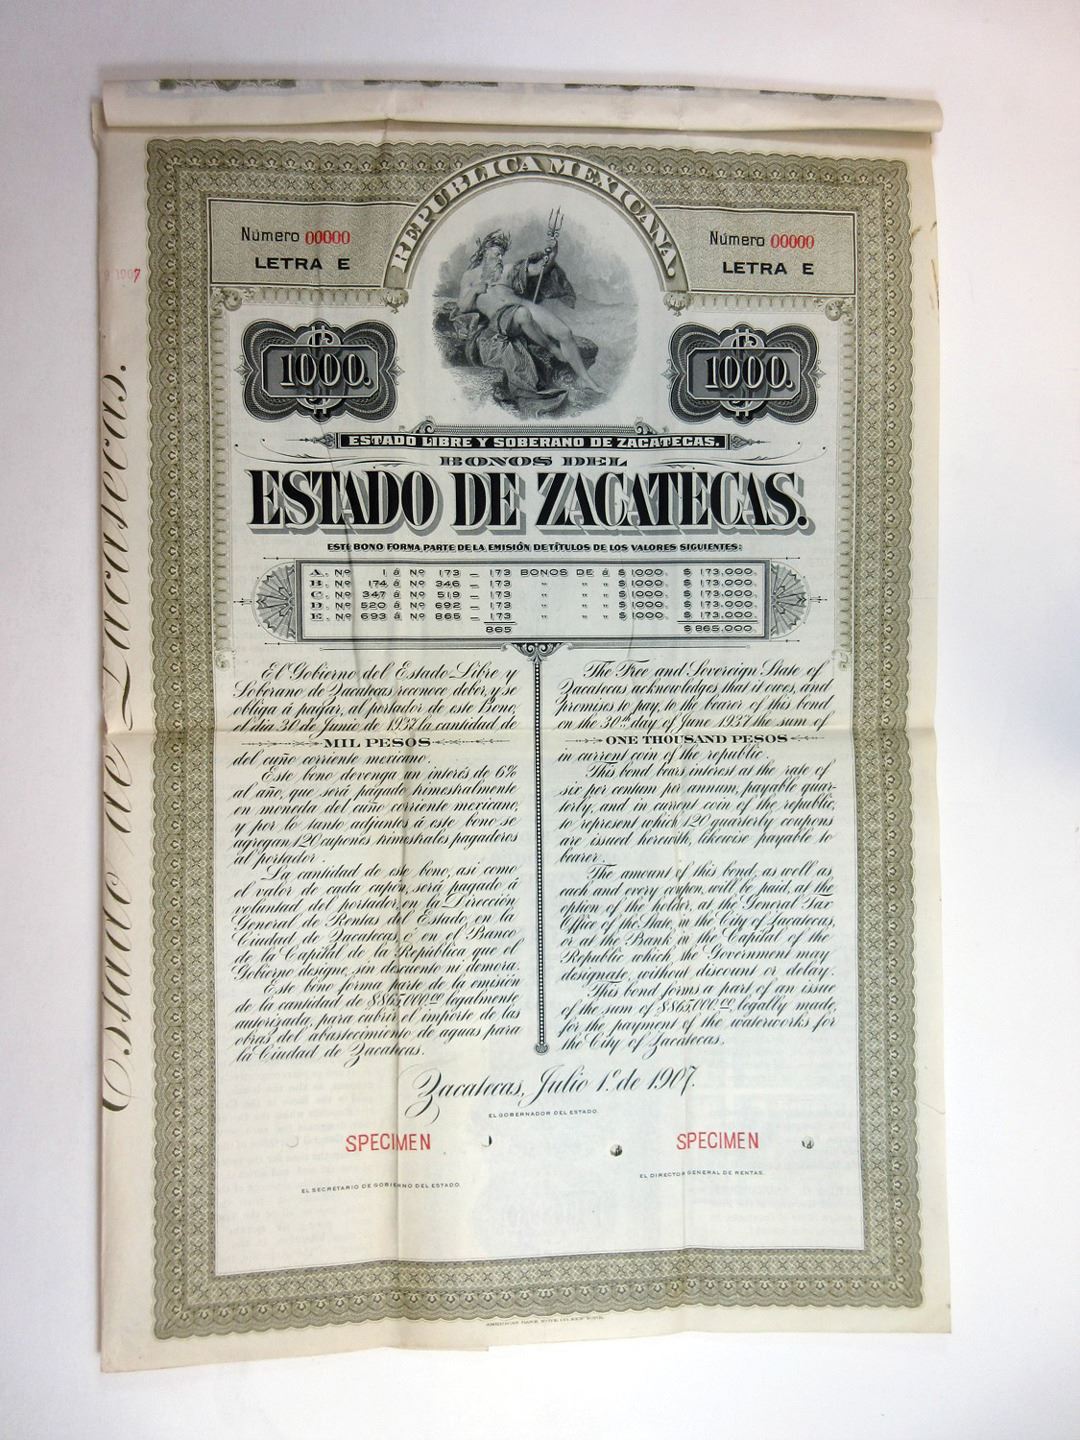 REPUBLICA MEXICANA.
Número 00000
LETRA E
Número 00000
LETRA E
1000.
1000.
ESTADO LIBRE Y SOBERANO DE ZACATECAS.
BONOS DEL
ESTADO DE ZACATECAS.
ESTE BONO FORMA PARTE DE LA EMISIÓN DE TÍTULOS DE LOS VALORES SIGUIENTES:
A. Nº 1 á Nº 173 — 173 BONOS DE á $ 1000. $ 173.000.
B. Nº 174 á Nº 346 — 173 " " " $ 1000. $ 173.000.
C. Nº 347 á Nº 519 — 173 " " " $ 1000. $ 173.000.
D. Nº 520 á Nº 692 — 173 " " " $ 1000. $ 173.000.
E. Nº 693 á Nº 865 — 173 " " " $ 1000. $ 173.000.
865 $ 865.000.
El Gobierno del Estado Libre y
Soberano de Zacatecas reconoce deber, y se
obliga á pagar, al portador de este Bono,
el dia 30 de Junio de 1937 la cantidad de
MIL PESOS
del cuño corriente mexicano.
Este bono devenga un interés de 6%
al año, que será pagado trimestralmente
en moneda del cuño corriente mexicano,
y por lo tanto adjuntos á este bono se
agregan 120 cupones trimestrales pagaderos
al portador.
La cantidad de ese bono, asi como
el valor de cada cupón, será pagado á
voluntad del portador, en la Dirección
General de Rentas del Estado, en la
Ciudad de Zacatecas, ó en el Banco
de la Capital de la República que el
Gobierno designe, sin descuento ni demora.
Este bono forma parte de la emisión
de la cantidad de $865,000.00 legalmente
autorizada, para cubrir el importe de las
obras del abastecimiento de aguas para
la Ciudad de Zacatecas.
The Free and Sovereign State of
Zacatecas acknowledges that it owes, and
promises to pay, to the bearer of this bond
on the 30th day of June 1937 the sum of
ONE THOUSAND PESOS
in current coin of the republic.
This bond bears interest at the rate of
six per centum per annum, payable quar-
terly, and in current coin of the republic,
to represent which 120 quarterly coupons
are issued herewith, likewise payable to
bearer.
The amount of this bond, as well as
each and every coupon, will be paid, at the
option of the holder, at the General Tax
Office of the State, in the City of Zacatecas,
or at the Bank in the Capital of the
Republic which the Government may
designate, without discount or delay.
This bond forms a part of an issue
of the sum of $865,000.00 legally made,
for the payment of the waterworks for
the City of Zacatecas.
Zacatecas, Julio 1º de 1907.
EL GOBERNADOR DEL ESTADO.
SPECIMEN
SPECIMEN
EL SECRETARIO DE GOBIERNO DEL ESTADO.
EL DIRECTOR GENERAL DE RENTAS.
AMERICAN BANK NOTE CO. NEW YORK.
Estado de Zacatecas.
1907